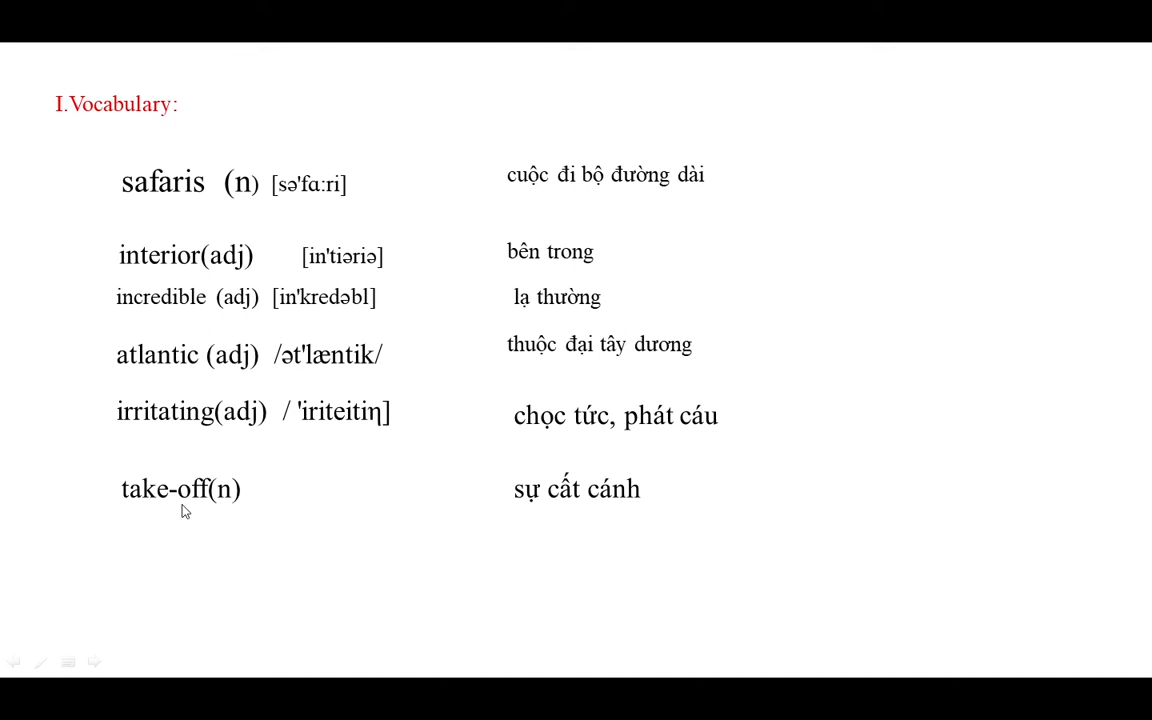 I.Vocabulary:
safaris (n) [sə'fɑ:ri] cuộc đi bộ đường dài
interior(adj) [in'tiəriə] bên trong
incredible (adj) [in'kredəbl] lạ thường
atlantic (adj) /ət'læntik/ thuộc đại tây dương
irritating(adj) / 'iriteitiη] chọc tức, phát cáu
take-off(n) sự cất cánh